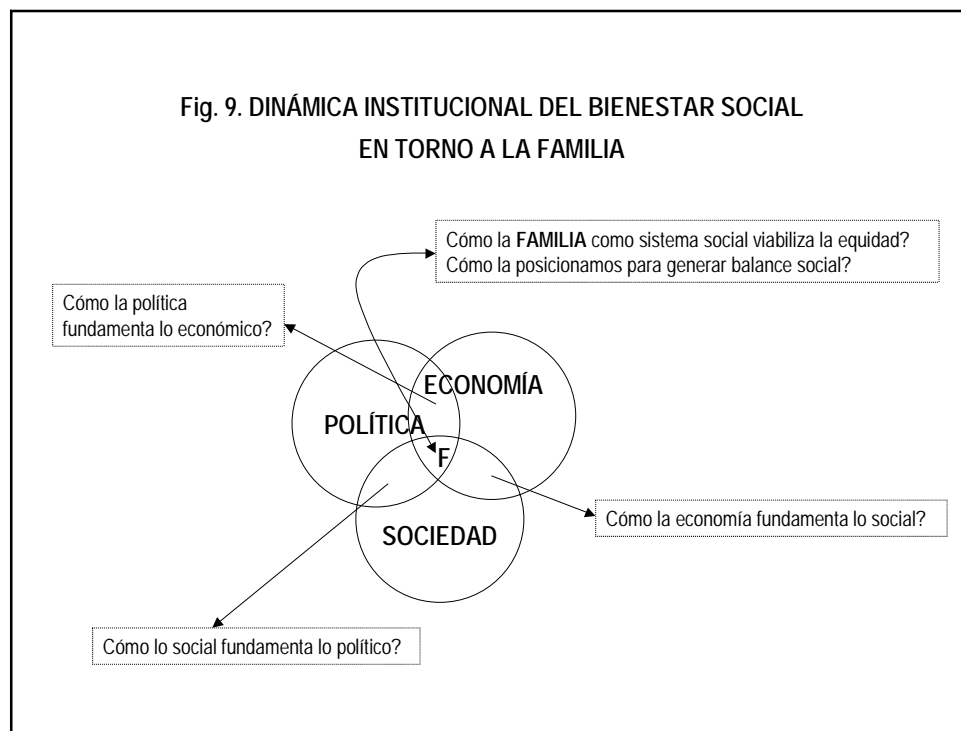 Fig. 9. DINÁMICA INSTITUCIONAL DEL BIENESTAR SOCIAL
EN TORNO A LA FAMILIA
Cómo la FAMILIA como sistema social viabiliza la equidad?
Cómo la posicionamos para generar balance social?
Cómo la política
fundamenta lo económico?
ECONOMÍA
POLÍTICA
F
Cómo la economía fundamenta lo social?
SOCIEDAD
Cómo lo social fundamenta lo político?